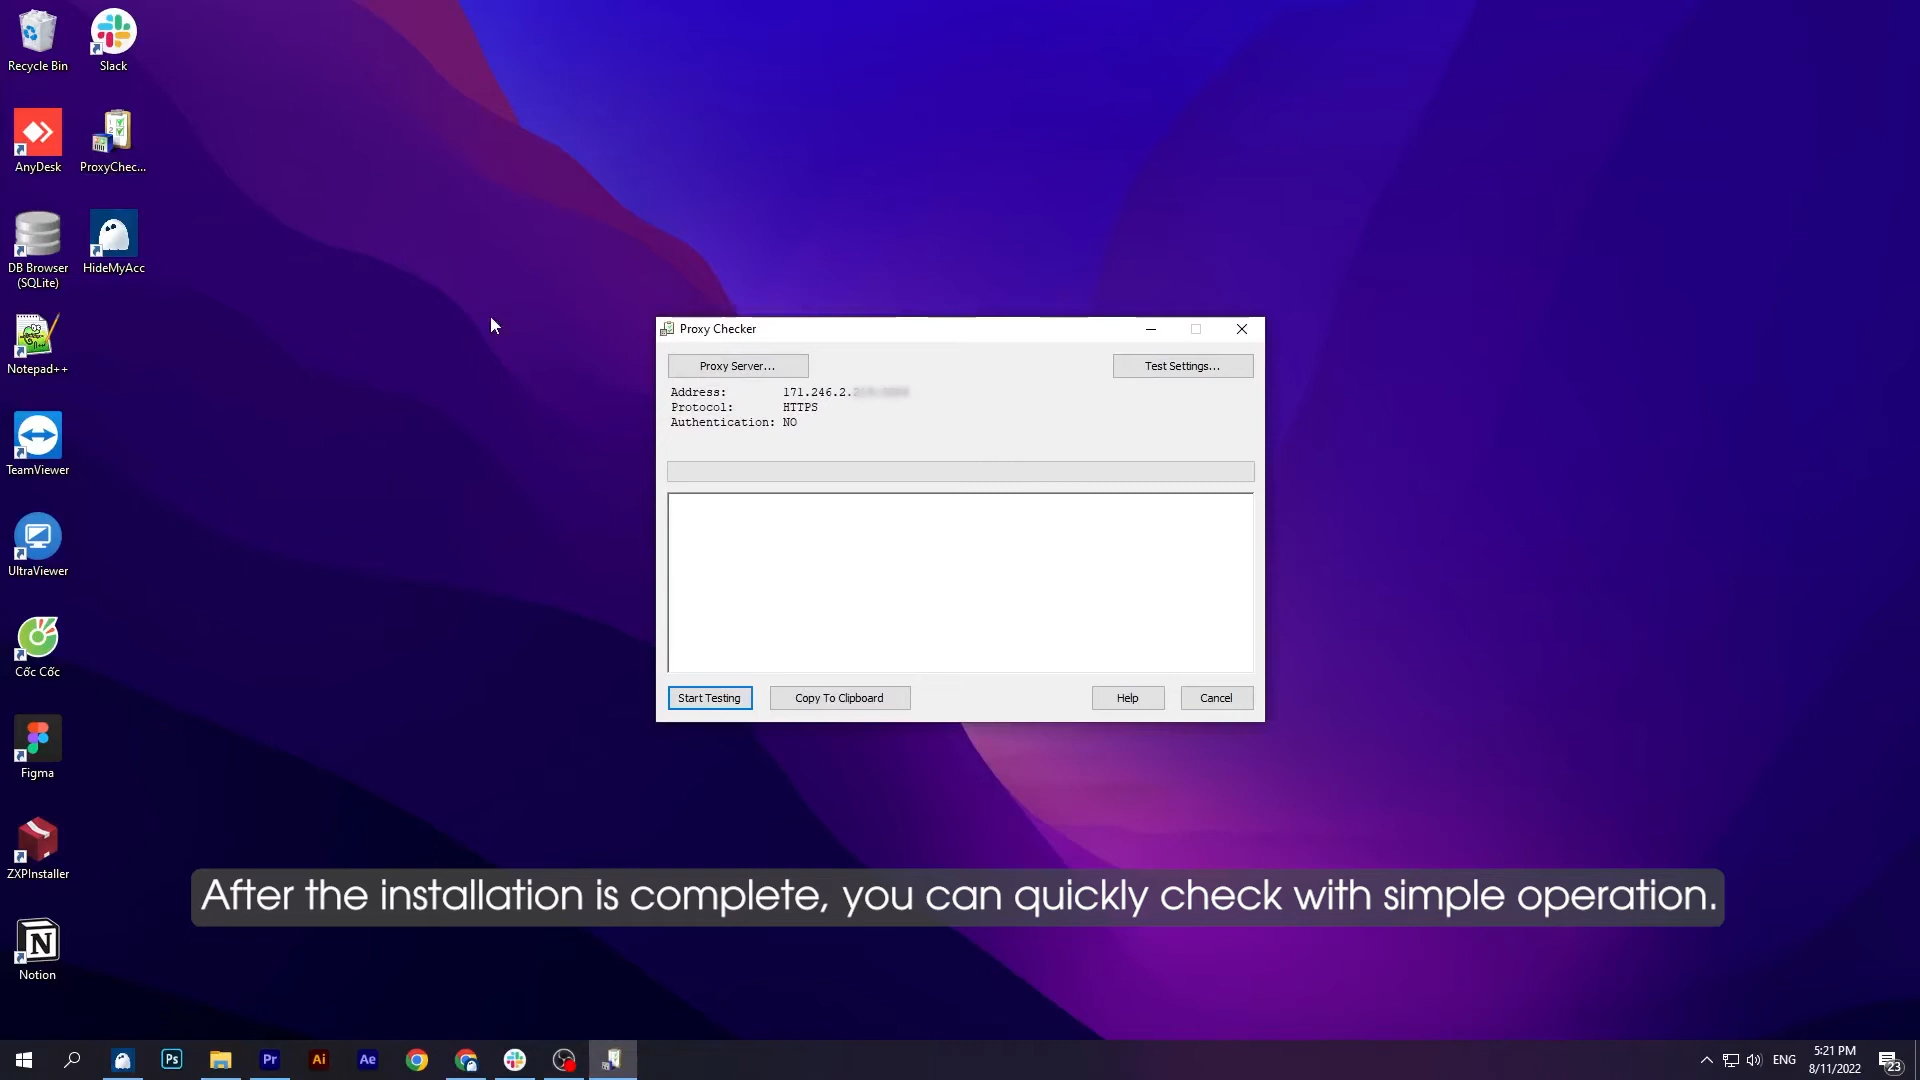 Recycle Bin
Slack
AnyDesk
ProxyChec...
DB Browser
(SQLite)
HideMyAcc
Notepad++
TeamViewer
UltraViewer
Cốc Cốc
Figma
ZXPInstaller
Notion
Proxy Checker
Proxy Server...
Test Settings...
Address: 171.246.2.
Protocol: HTTPS
Authentication: NO
Start Testing
Copy To Clipboard
Help
Cancel
After the installation is complete, you can quickly check with simple operation.
Ps
Pr
Ai
Ae
ENG
5:21 PM
8/11/2022
23